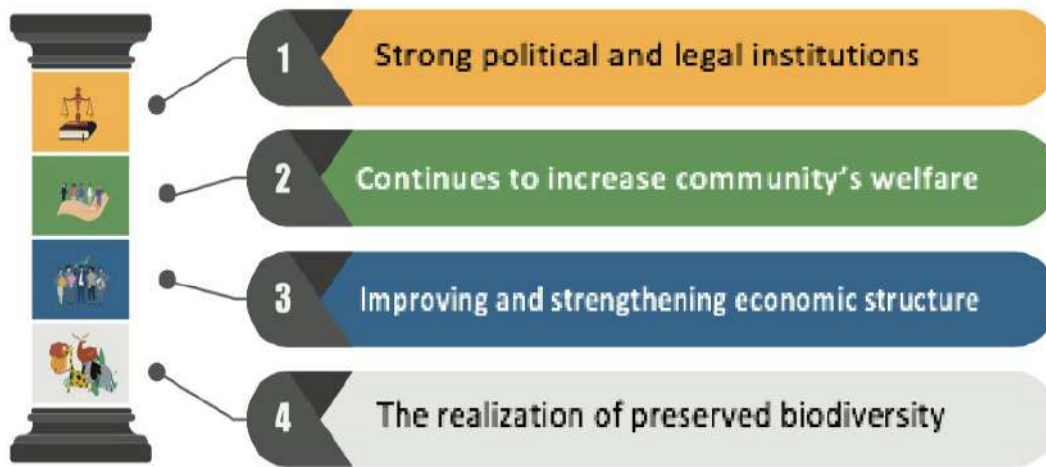 1
Strong political and legal institutions
2
Continues to increase community's welfare
3
Improving and strengthening economic structure
4
The realization of preserved biodiversity